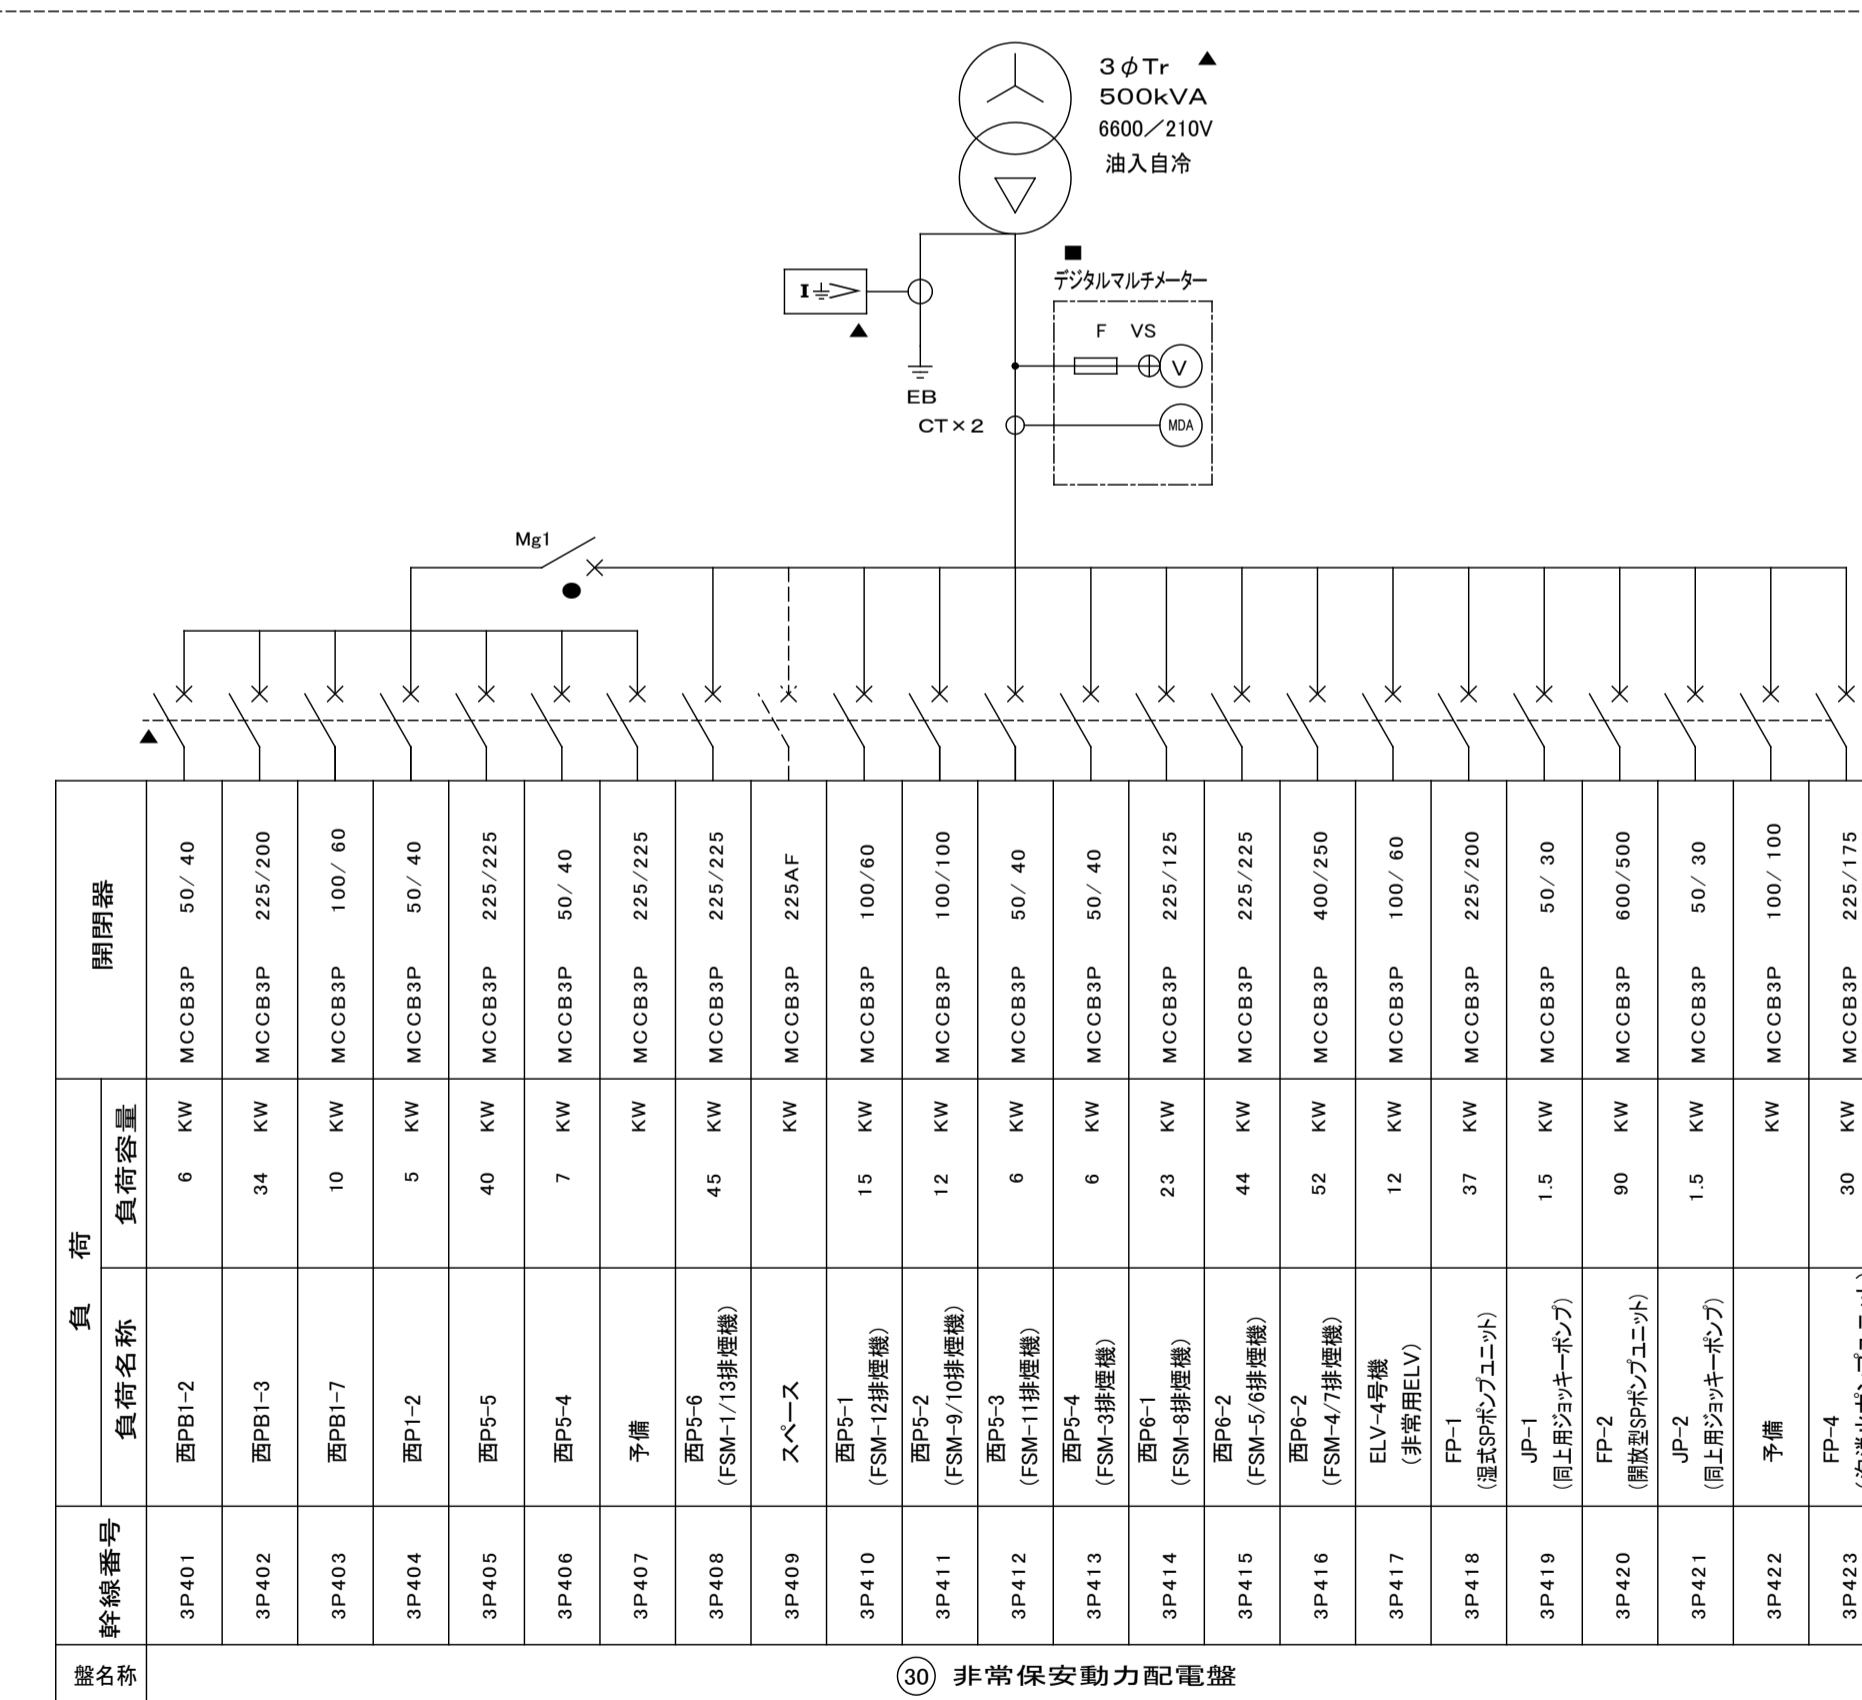 3φTr ▲
500kVA
6600／210V
油入自冷
■
デジタルマルチメーター
I
▲
F VS
V
EB
CT×2
MDA
Mg1
●
▲
開閉器
MCCB3P 50/ 40
MCCB3P 225/200
MCCB3P 100/ 60
MCCB3P 50/ 40
MCCB3P 225/225
MCCB3P 50/ 40
MCCB3P 225/225
MCCB3P 225/225
MCCB3P 225AF
MCCB3P 100/60
MCCB3P 100/100
MCCB3P 50/ 40
MCCB3P 50/ 40
MCCB3P 225/125
MCCB3P 225/225
MCCB3P 400/250
MCCB3P 100/ 60
MCCB3P 225/200
MCCB3P 50/ 30
MCCB3P 600/500
MCCB3P 50/ 30
MCCB3P 100/ 100
MCCB3P 225/175
負 荷
負荷容量
6 KW
34 KW
10 KW
5 KW
40 KW
7 KW
KW
45 KW
KW
15 KW
12 KW
6 KW
6 KW
23 KW
44 KW
52 KW
12 KW
37 KW
1.5 KW
90 KW
1.5 KW
KW
30 KW
負荷名称
西PB1-2
西PB1-3
西PB1-7
西P1-2
西P5-5
西P5-4
予備
西P5-6
(FSM-1/13排煙機)
スペース
西P5-1
(FSM-12排煙機)
西P5-2
(FSM-9/10排煙機)
西P5-3
(FSM-11排煙機)
西P5-4
(FSM-3排煙機)
西P6-1
(FSM-8排煙機)
西P6-2
(FSM-5/6排煙機)
西P6-2
(FSM-4/7排煙機)
ELV-4号機
(非常用ELV)
FP-1
(湿式SPポンプユニット)
JP-1
(同上用ジョッキーポンプ)
FP-2
(開放型SPポンプユニット)
JP-2
(同上用ジョッキーポンプ)
予備
FP-4
幹線番号
3P401
3P402
3P403
3P404
3P405
3P406
3P407
3P408
3P409
3P410
3P411
3P412
3P413
3P414
3P415
3P416
3P417
3P418
3P419
3P420
3P421
3P422
3P423
盤名称
30 非常保安動力配電盤